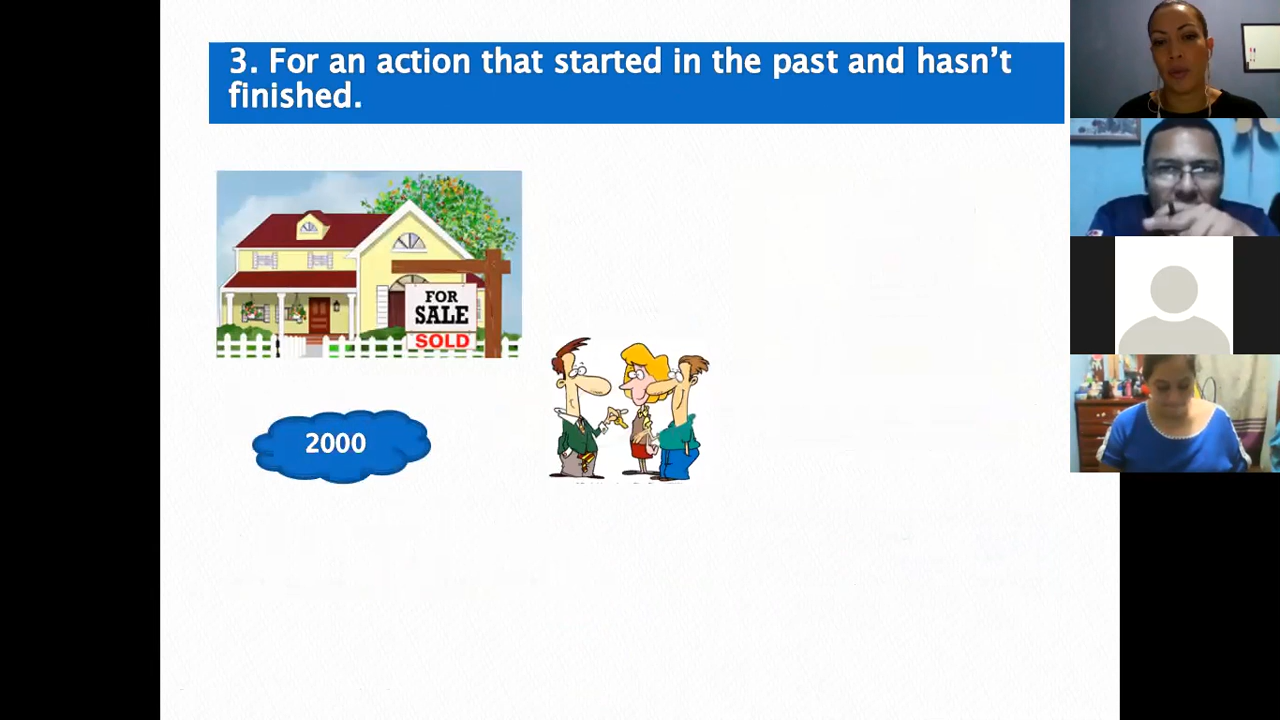 3. For an action that started in the past and hasn’t
finished.
FOR
SALE
SOLD
2000